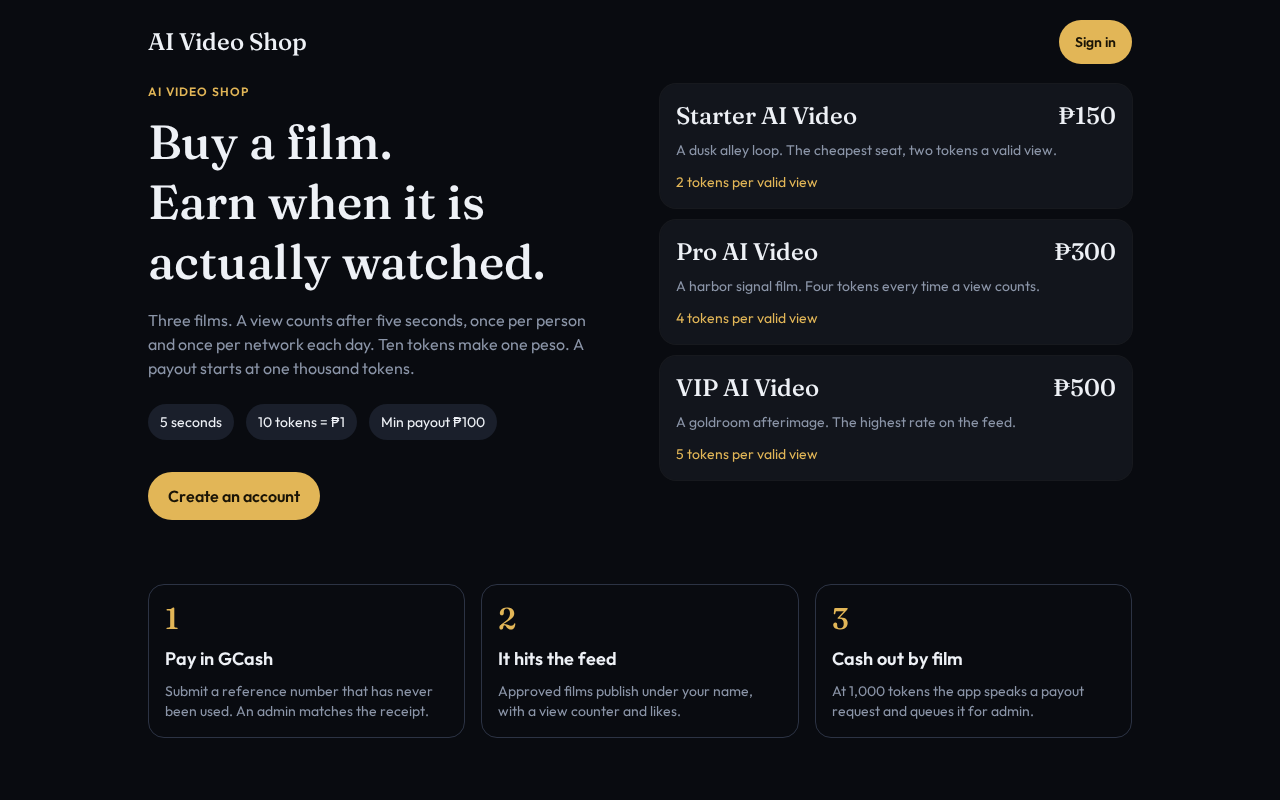 AI Video Shop
Sign in
AI VIDEO SHOP
Buy a film.
Earn when it is
actually watched.
Three films. A view counts after five seconds, once per person
and once per network each day. Ten tokens make one peso. A
payout starts at one thousand tokens.
5 seconds
10 tokens = ₱1
Min payout ₱100
Create an account
Starter AI Video
₱150
A dusk alley loop. The cheapest seat, two tokens a valid view.
2 tokens per valid view
Pro AI Video
₱300
A harbor signal film. Four tokens every time a view counts.
4 tokens per valid view
VIP AI Video
₱500
A goldroom afterimage. The highest rate on the feed.
5 tokens per valid view
1
Pay in GCash
Submit a reference number that has never
been used. An admin matches the receipt.
2
It hits the feed
Approved films publish under your name,
with a view counter and likes.
3
Cash out by film
At 1,000 tokens the app speaks a payout
request and queues it for admin.